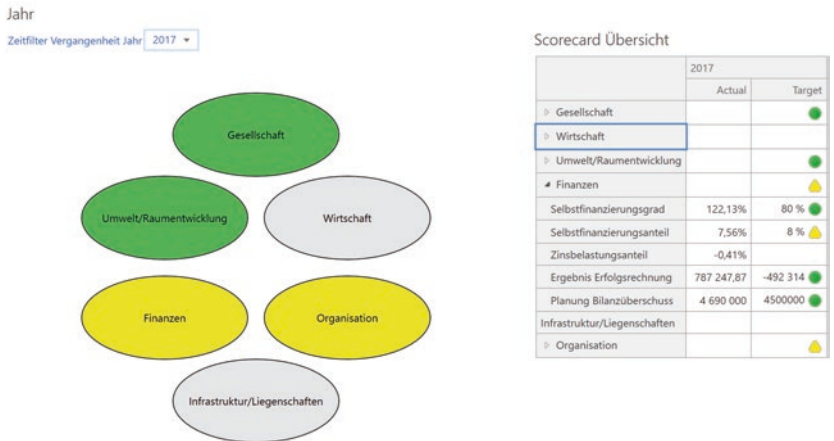 Jahr
Zeitfilter Vergangenheit Jahr 2017
Gesellschaft
Umwelt/Raumentwicklung
Wirtschaft
Finanzen
Organisation
Infrastruktur/Liegenschaften
Scorecard Übersicht
2017
Actual Target
Gesellschaft
Wirtschaft
Umwelt/Raumentwicklung
Finanzen
Selbstfinanzierungsgrad 122,13% 80 %
Selbstfinanzierungsanteil 7,56% 8 %
Zinsbelastungsanteil -0,41%
Ergebnis Erfolgsrechnung 787 247,87 -492 314
Planung Bilanzüberschuss 4 690 000 4500000
Infrastruktur/Liegenschaften
Organisation